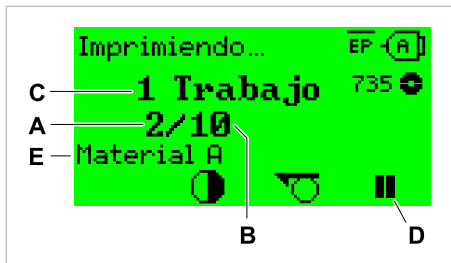 Imprimiendo... EP A
C 1 Trabajo 735
A 2/10
E Material A
B D